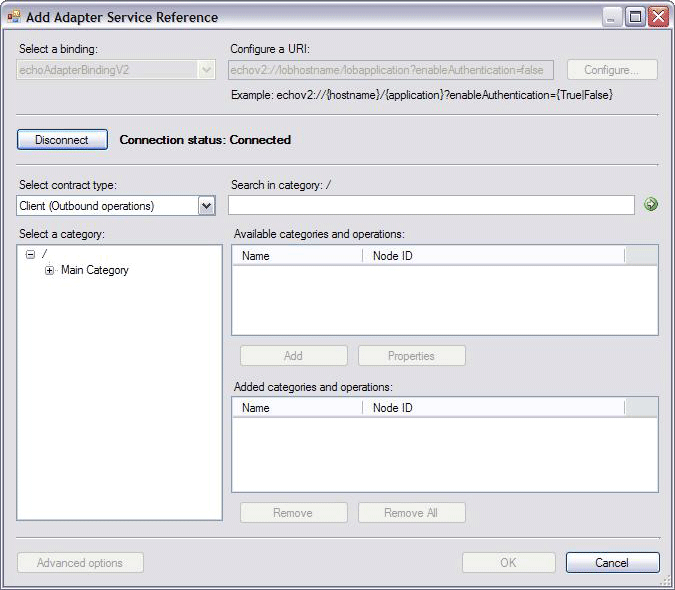 Add Adapter Service Reference
Select a binding:
Configure a URI:
echoAdapterBindingV2
echov2://lobhostname/lobapplication?enableAuthentication=false
Configure...
Example: echov2://{hostname}/{application}?enableAuthentication={True|False}
Disconnect
Connection status: Connected
Select contract type:
Search in category: /
Client (Outbound operations)
Select a category:
Available categories and operations:
/
Main Category
Name
Node ID
Add
Properties
Added categories and operations:
Name
Node ID
Remove
Remove All
Advanced options
OK
Cancel